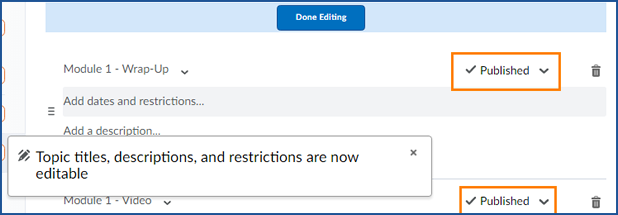 Done Editing
Module 1 - Wrap-Up
Published
Add dates and restrictions...
Add a description...
Topic titles, descriptions, and restrictions are now
editable
Module 1 - Video
Published